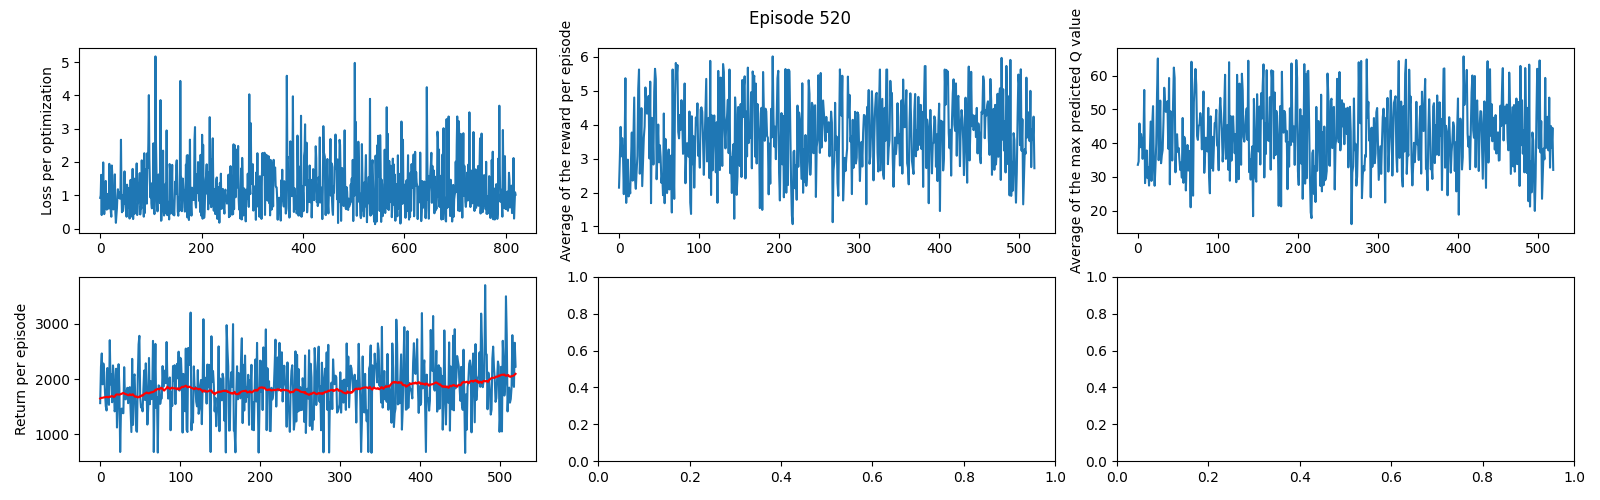 Episode 520
Loss per optimization
5
4
3
2
1
0
0 200 400 600 800
Average of the reward per episode
6
5
4
3
2
1
0 100 200 300 400 500
Average of the max predicted Q value
60
50
40
30
20
0 100 200 300 400 500
Return per episode
3000
2000
1000
0 100 200 300 400 500
1.0
0.8
0.6
0.4
0.2
0.0
0.0 0.2 0.4 0.6 0.8 1.0
1.0
0.8
0.6
0.4
0.2
0.0
0.0 0.2 0.4 0.6 0.8 1.0